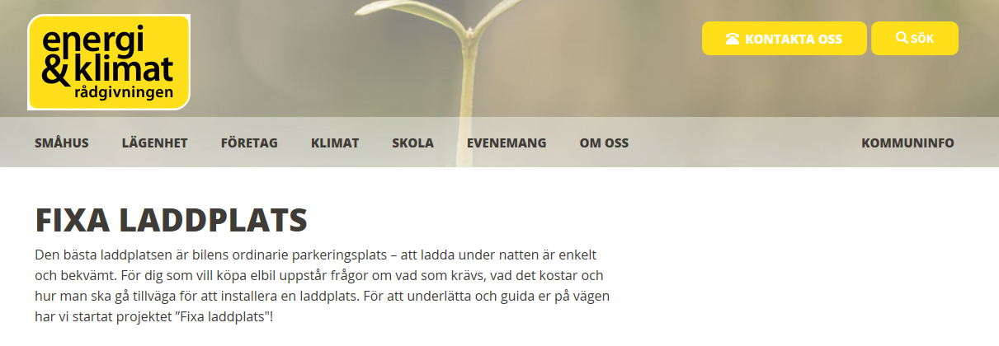 energi
&klimat
rådgivningen
KONTAKTA OSS
SÖK
SMÅHUS LÄGENHET FÖRETAG KLIMAT SKOLA EVENEMANG OM OSS KOMMUNINFO
FIXA LADDPLATS
Den bästa laddplatsen är bilens ordinarie parkeringsplats – att ladda under natten är enkelt
och bekvämt. För dig som vill köpa elbil uppstår frågor om vad som krävs, vad det kostar och
hur man ska gå tillväga för att installera en laddplats. För att underlätta och guida er på vägen
har vi startat projektet ”Fixa laddplats"!